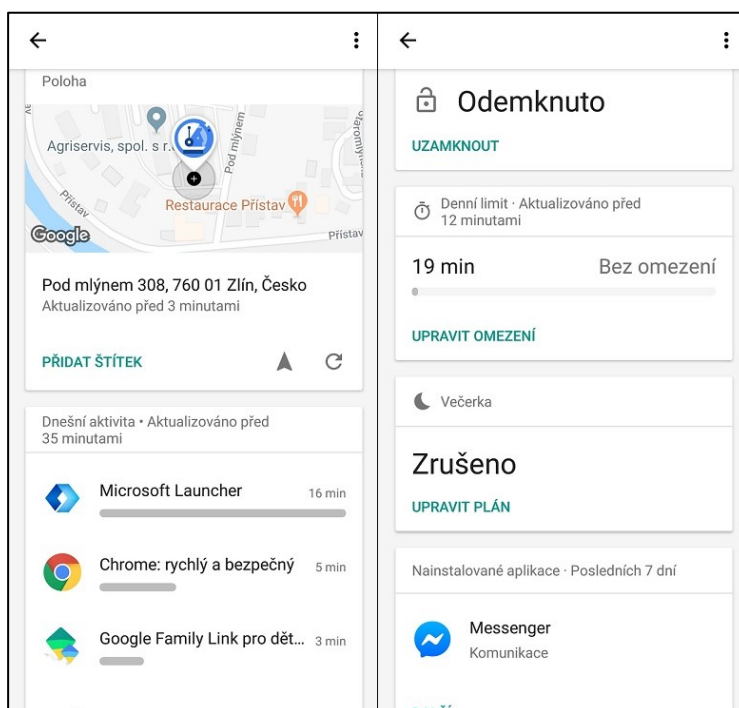 Poloha
Agriservis, spol. s r.
Pod mlýnem
Přístav
Restaurace Přístav
Google
Přístav
Pod mlýnem 308, 760 01 Zlín, Česko
Aktualizováno před 3 minutami
PŘIDAT ŠTÍTEK
Dnešní aktivita • Aktualizováno před
35 minutami
Microsoft Launcher 16 min
Chrome: rychlý a bezpečný 5 min
Google Family Link pro dět... 3 min
Odemknuto
UZAMKNOUT
Denní limit · Aktualizováno před
12 minutami
19 min Bez omezení
UPRAVIT OMEZENÍ
Večerka
Zrušeno
UPRAVIT PLÁN
Nainstalované aplikace · Posledních 7 dní
Messenger
Komunikace